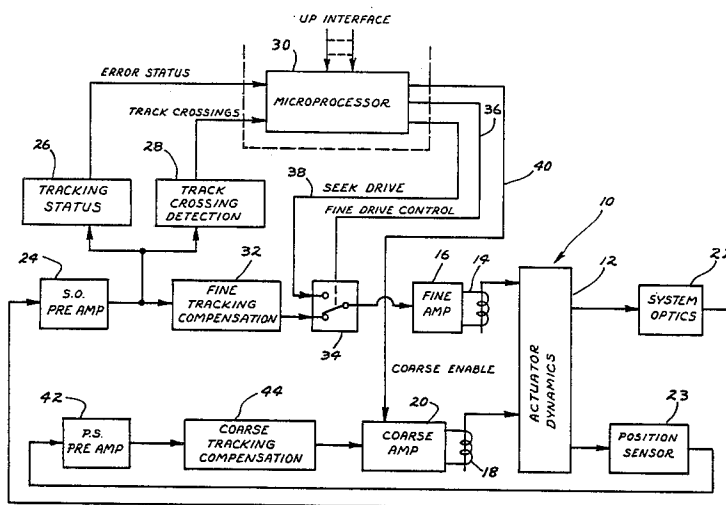 UP INTERFACE
30
ERROR STATUS
MICROPROCESSOR
TRACK CROSSINGS
36
26
28
38
40
TRACKING
STATUS
TRACK
CROSSING
DETECTION
SEEK DRIVE
FINE DRIVE CONTROL
10
24
32
16
14
12
22
S.O.
PRE AMP
FINE
TRACKING
COMPENSATION
34
FINE
AMP
SYSTEM
OPTICS
COARSE ENABLE
ACTUATOR
DYNAMICS
42
44
20
23
P.S.
PRE AMP
COARSE
TRACKING
COMPENSATION
COARSE
AMP
18
POSITION
SENSOR